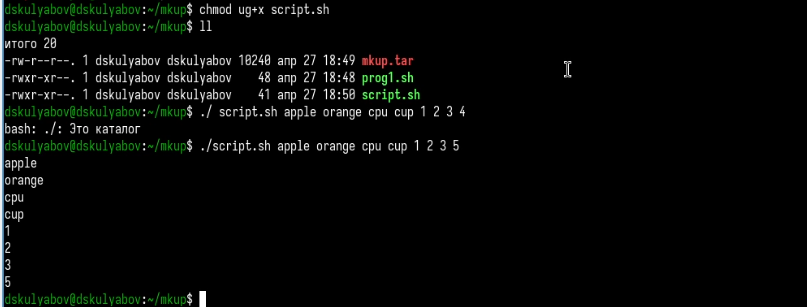 dskulyabov@dskulyabov:~/mkup$ chmod ug+x script.sh
dskulyabov@dskulyabov:~/mkup$ ll
итого 20
-rw-r--r--. 1 dskulyabov dskulyabov 10240 апр 27 18:49 mkup.tar
-rwxr-xr--. 1 dskulyabov dskulyabov    48 апр 27 18:48 prog1.sh
-rwxr-xr--. 1 dskulyabov dskulyabov    41 апр 27 18:50 script.sh
dskulyabov@dskulyabov:~/mkup$ ./ script.sh apple orange cpu cup 1 2 3 4
bash: ./: Это каталог
dskulyabov@dskulyabov:~/mkup$ ./script.sh apple orange cpu cup 1 2 3 5
apple
orange
cpu
cup
1
2
3
5
dskulyabov@dskulyabov:~/mkup$